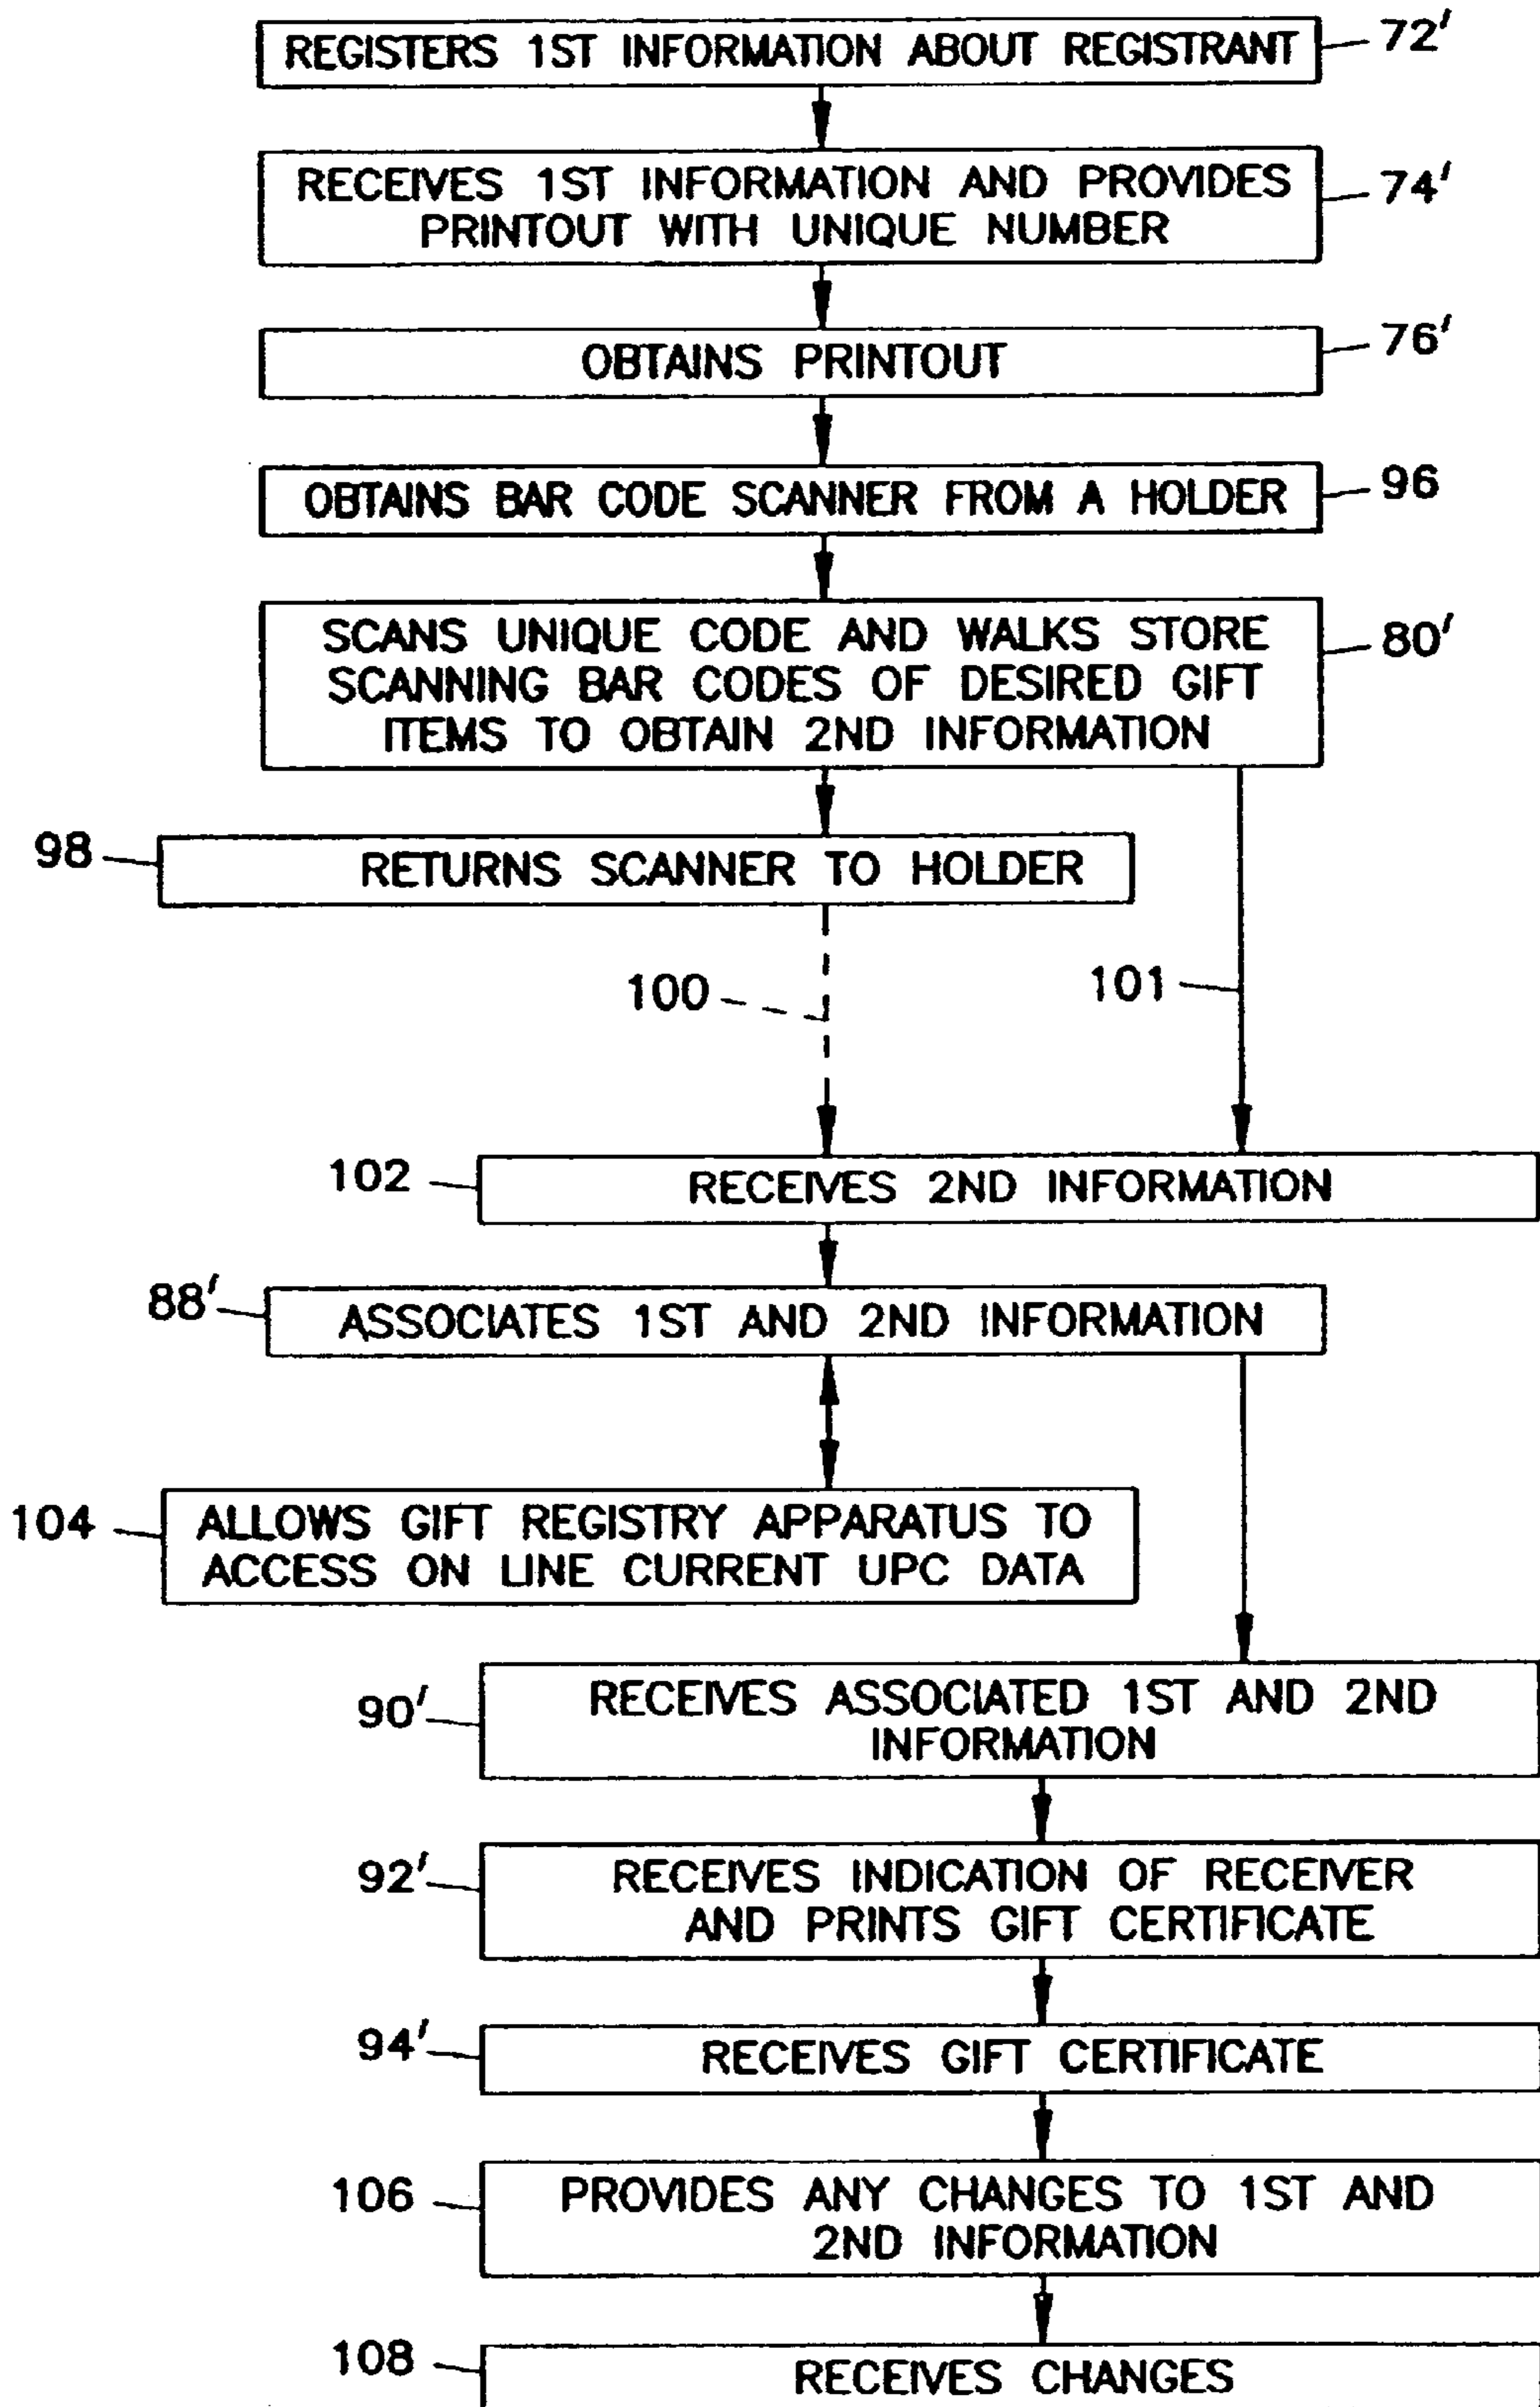 REGISTERS 1ST INFORMATION ABOUT REGISTRANT
72'
RECEIVES 1ST INFORMATION AND PROVIDES
PRINTOUT WITH UNIQUE NUMBER
74'
OBTAINS PRINTOUT
76'
OBTAINS BAR CODE SCANNER FROM A HOLDER
96
SCANS UNIQUE CODE AND WALKS STORE
SCANNING BAR CODES OF DESIRED GIFT
ITEMS TO OBTAIN 2ND INFORMATION
80'
98
RETURNS SCANNER TO HOLDER
100
101
102
RECEIVES 2ND INFORMATION
88'
ASSOCIATES 1ST AND 2ND INFORMATION
104
ALLOWS GIFT REGISTRY APPARATUS TO
ACCESS ON LINE CURRENT UPC DATA
90'
RECEIVES ASSOCIATED 1ST AND 2ND
INFORMATION
92'
RECEIVES INDICATION OF RECEIVER
AND PRINTS GIFT CERTIFICATE
94'
RECEIVES GIFT CERTIFICATE
106
PROVIDES ANY CHANGES TO 1ST AND
2ND INFORMATION
108
RECEIVES CHANGES